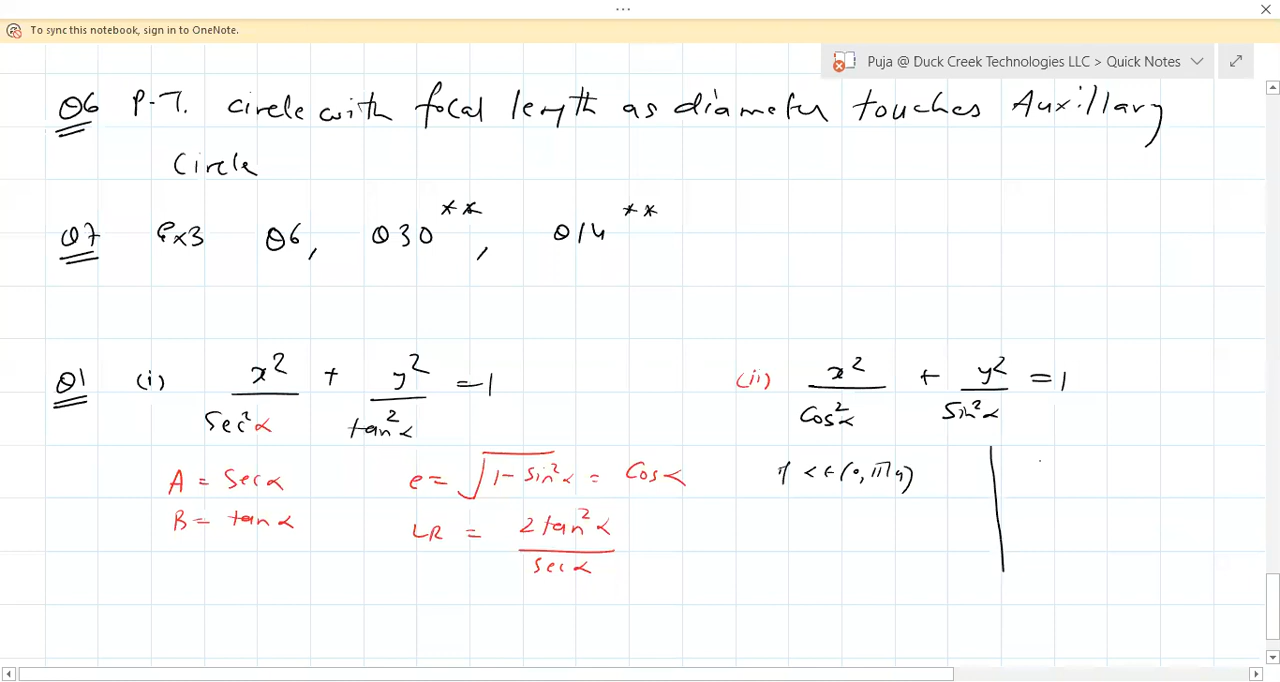 ...
To sync this notebook, sign in to OneNote.
Puja @ Duck Creek Technologies LLC > Quick Notes
Q6 P.T. circle with focal length as diameter touches Auxillary
Circle
Q7 Ex3 Q6, Q30**, Q14**
Q1 (i) x²/sec²α + y²/tan²α = 1 (ii) x²/cos²α + y²/sin²α = 1
A = secα e = √(1 - sin²α) = cosα
B = tanα LR = 2tan²α/secα